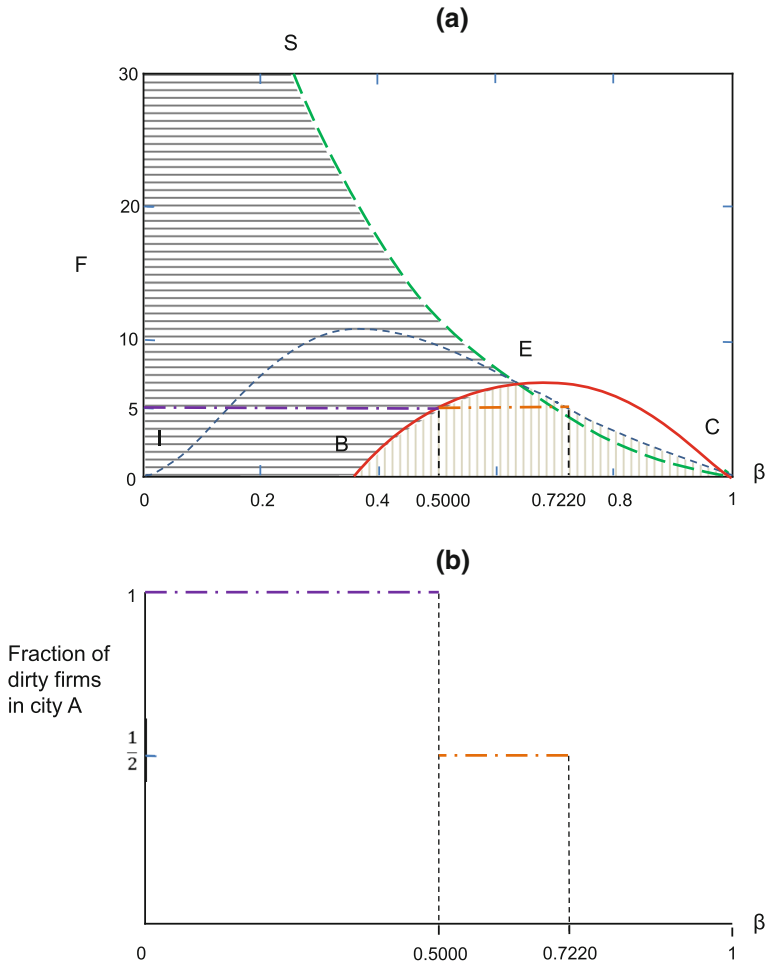 (a)
S
30
20
F
10
E
5
I
B
C
0
β
0 0.2 0.4 0.5000 0.7220 0.8 1
(b)
1
Fraction of
dirty firms
in city A
1
2
β
0 0.5000 0.7220 1